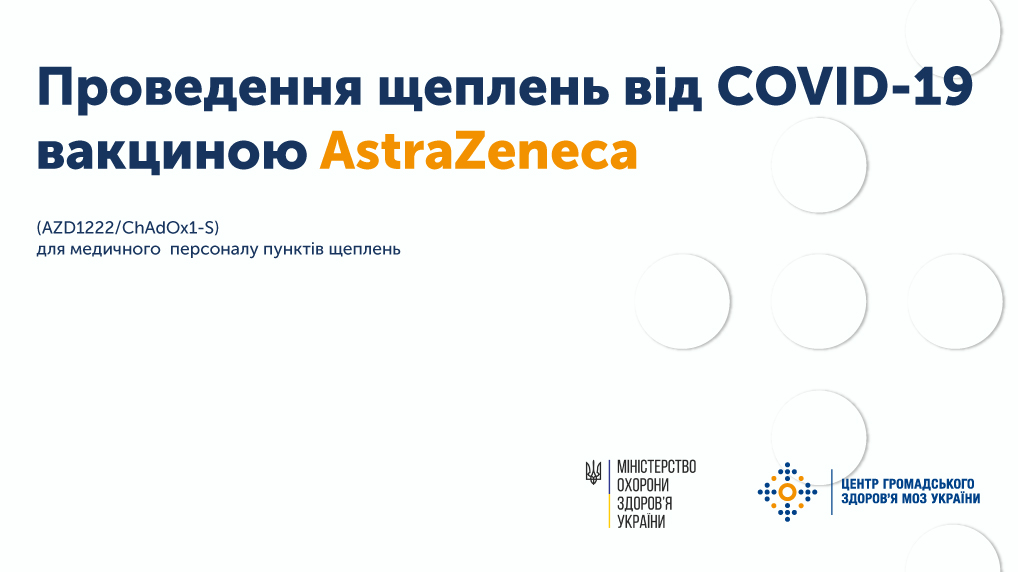 Проведення щеплень від COVID-19
вакциною AstraZeneca
(AZD1222/ChAdOx1-S)
для медичного  персоналу пунктів щеплень
МІНІСТЕРСТВО
ОХОРОНИ
ЗДОРОВ'Я
УКРАЇНИ
ЦЕНТР ГРОМАДСЬКОГО
ЗДОРОВ'Я МОЗ УКРАЇНИ